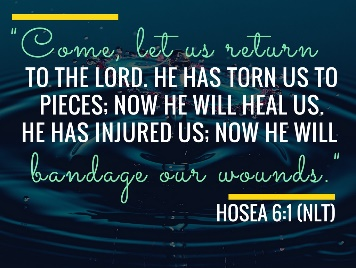 "Come, let us return
TO THE LORD. HE HAS TORN US TO
PIECES; NOW HE WILL HEAL US.
HE HAS INJURED US; NOW HE WILL
bandage our wounds."
HOSEA 6:1 (NLT)